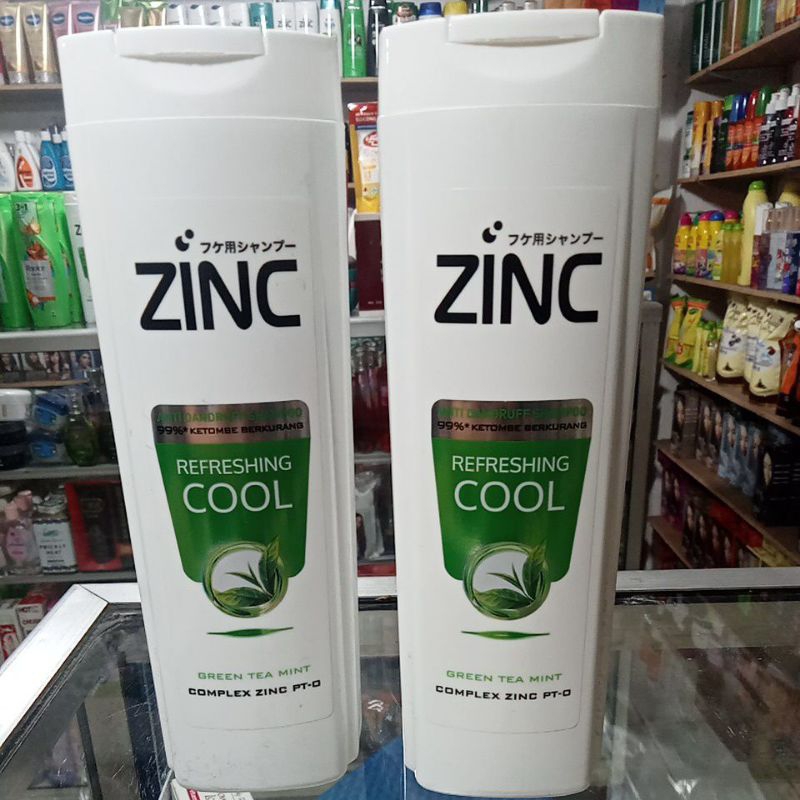 フケ用シャンプー
ZINC
ANTI DANDRUFF SHAMPOO
99%* KETOMBE BERKURANG
REFRESHING
COOL
GREEN TEA MINT
COMPLEX ZINC PT-O
フケ用シャンプー
ZINC
ANTI DANDRUFF SHAMPOO
99%* KETOMBE BERKURANG
REFRESHING
COOL
GREEN TEA MINT
COMPLEX ZINC PT-O